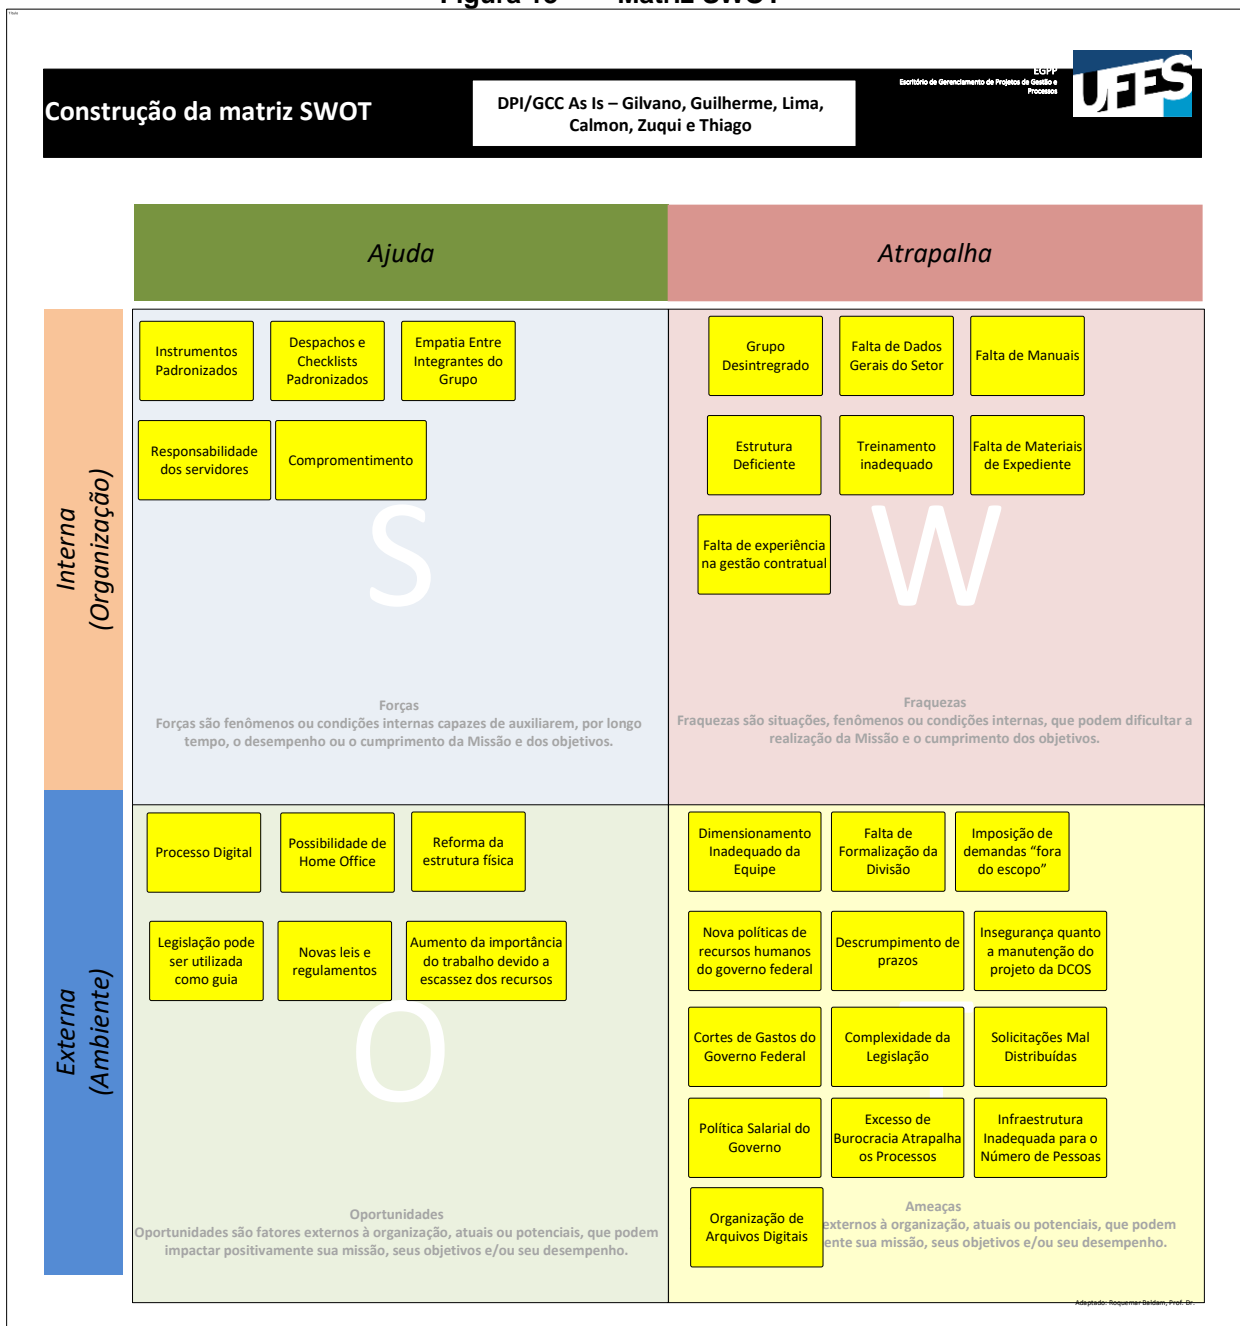 Matriz SWOT
Título
Construção da matriz SWOT
DPI/GCC As Is – Gilvano, Guilherme, Lima,
Calmon, Zuqui e Thiago
EGPP
Escritório de Gerenciamento de Projetos de Gestão e
Processos
UFES
Ajuda
Atrapalha
Interna
(Organização)
Instrumentos
Padronizados
Despachos e
Checklists
Padronizados
Empatia Entre
Integrantes do
Grupo
Responsabilidade
dos servidores
Compromentimento
S
Forças
Forças são fenômenos ou condições internas capazes de auxiliarem, por longo
tempo, o desempenho ou o cumprimento da Missão e dos objetivos.
Grupo
Desintregrado
Falta de Dados
Gerais do Setor
Falta de Manuais
Estrutura
Deficiente
Treinamento
inadequado
Falta de Materiais
de Expediente
Falta de experiência
na gestão contratual
W
Fraquezas
Fraquezas são situações, fenômenos ou condições internas, que podem dificultar a
realização da Missão e o cumprimento dos objetivos.
Externa
(Ambiente)
Processo Digital
Possibilidade de
Home Office
Reforma da
estrutura física
Legislação pode
ser utilizada
como guia
Novas leis e
regulamentos
Aumento da importância
do trabalho devido a
escassez dos recursos
O
Oportunidades
Oportunidades são fatores externos à organização, atuais ou potenciais, que podem
impactar positivamente sua missão, seus objetivos e/ou seu desempenho.
Dimensionamento
Inadequado da
Equipe
Falta de
Formalização da
Divisão
Imposição de
demandas “fora
do escopo”
Nova políticas de
recursos humanos
do governo federal
Descrumpimento de
prazos
Insegurança quanto
a manutenção do
projeto da DCOS
Cortes de Gastos do
Governo Federal
Complexidade da
Legislação
Solicitações Mal
Distribuídas
Política Salarial do
Governo
Excesso de
Burocracia Atrapalha
os Processos
Infraestrutura
Inadequada para o
Número de Pessoas
Organização de
Arquivos Digitais
Ameaças
externos à organização, atuais ou potenciais, que podem
ente sua missão, seus objetivos e/ou seu desempenho.
Adaptado: Roquemar Baldam, Prof. Dr.